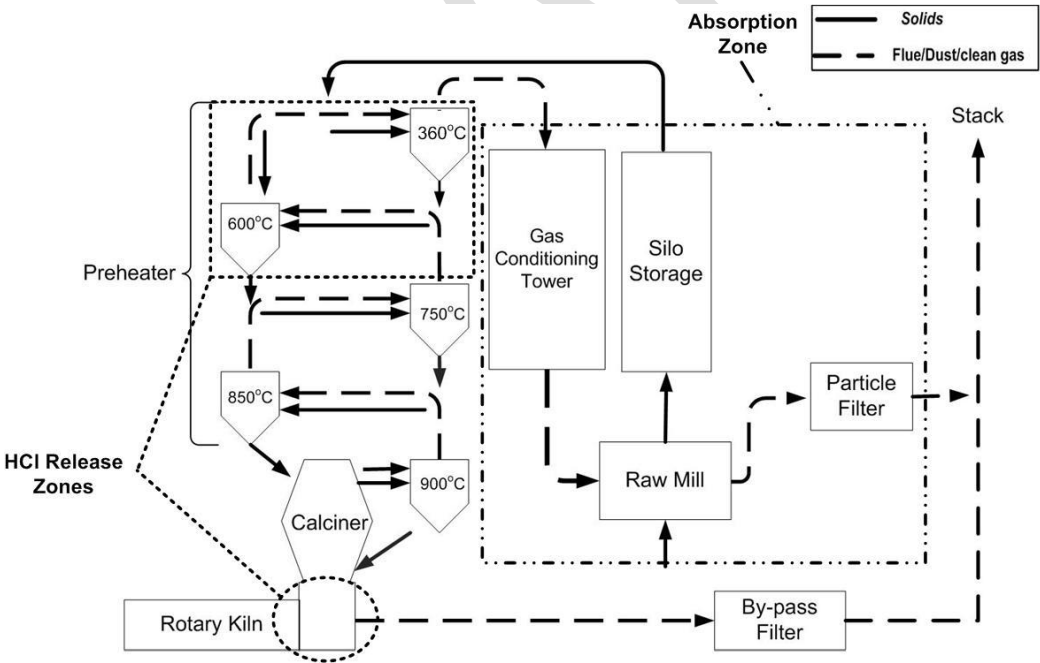 Absorption
Zone
Solids
Flue/Dust/clean gas
Stack
360°C
600°C
Gas
Conditioning
Tower
Silo
Storage
Preheater
750°C
850°C
Particle
Filter
HCl Release
Zones
900°C
Raw Mill
Calciner
Rotary Kiln
By-pass
Filter